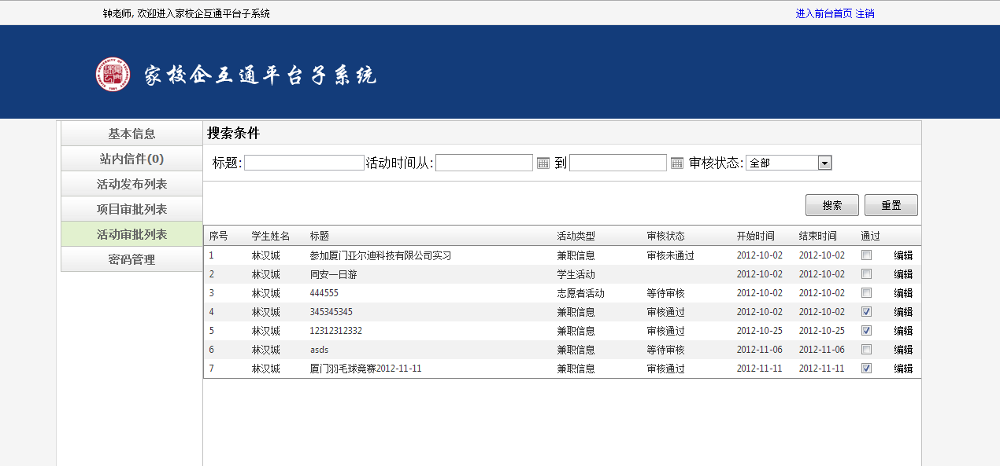 钟老师, 欢迎进入家校企互通平台子系统
进入前台首页 注销
家校企互通平台子系统
基本信息
站内信件(0)
活动发布列表
项目审批列表
活动审批列表
密码管理
搜索条件
标题: 活动时间从: 到 审核状态: 全部
搜索 重置
序号 学生姓名 标题 活动类型 审核状态 开始时间 结束时间 通过
1 林汉城 参加厦门亚尔迪科技有限公司实习 兼职信息 审核未通过 2012-10-02 2012-10-02 编辑
2 林汉城 同安一日游 学生活动 2012-10-02 2012-10-02 编辑
3 林汉城 444555 志愿者活动 等待审核 2012-10-02 2012-10-02 编辑
4 林汉城 345345345 兼职信息 审核通过 2012-10-02 2012-10-02 编辑
5 林汉城 12312312332 兼职信息 审核通过 2012-10-25 2012-10-25 编辑
6 林汉城 asds 兼职信息 等待审核 2012-11-06 2012-11-06 编辑
7 林汉城 厦门羽毛球竞赛2012-11-11 兼职信息 审核通过 2012-11-11 2012-11-11 编辑